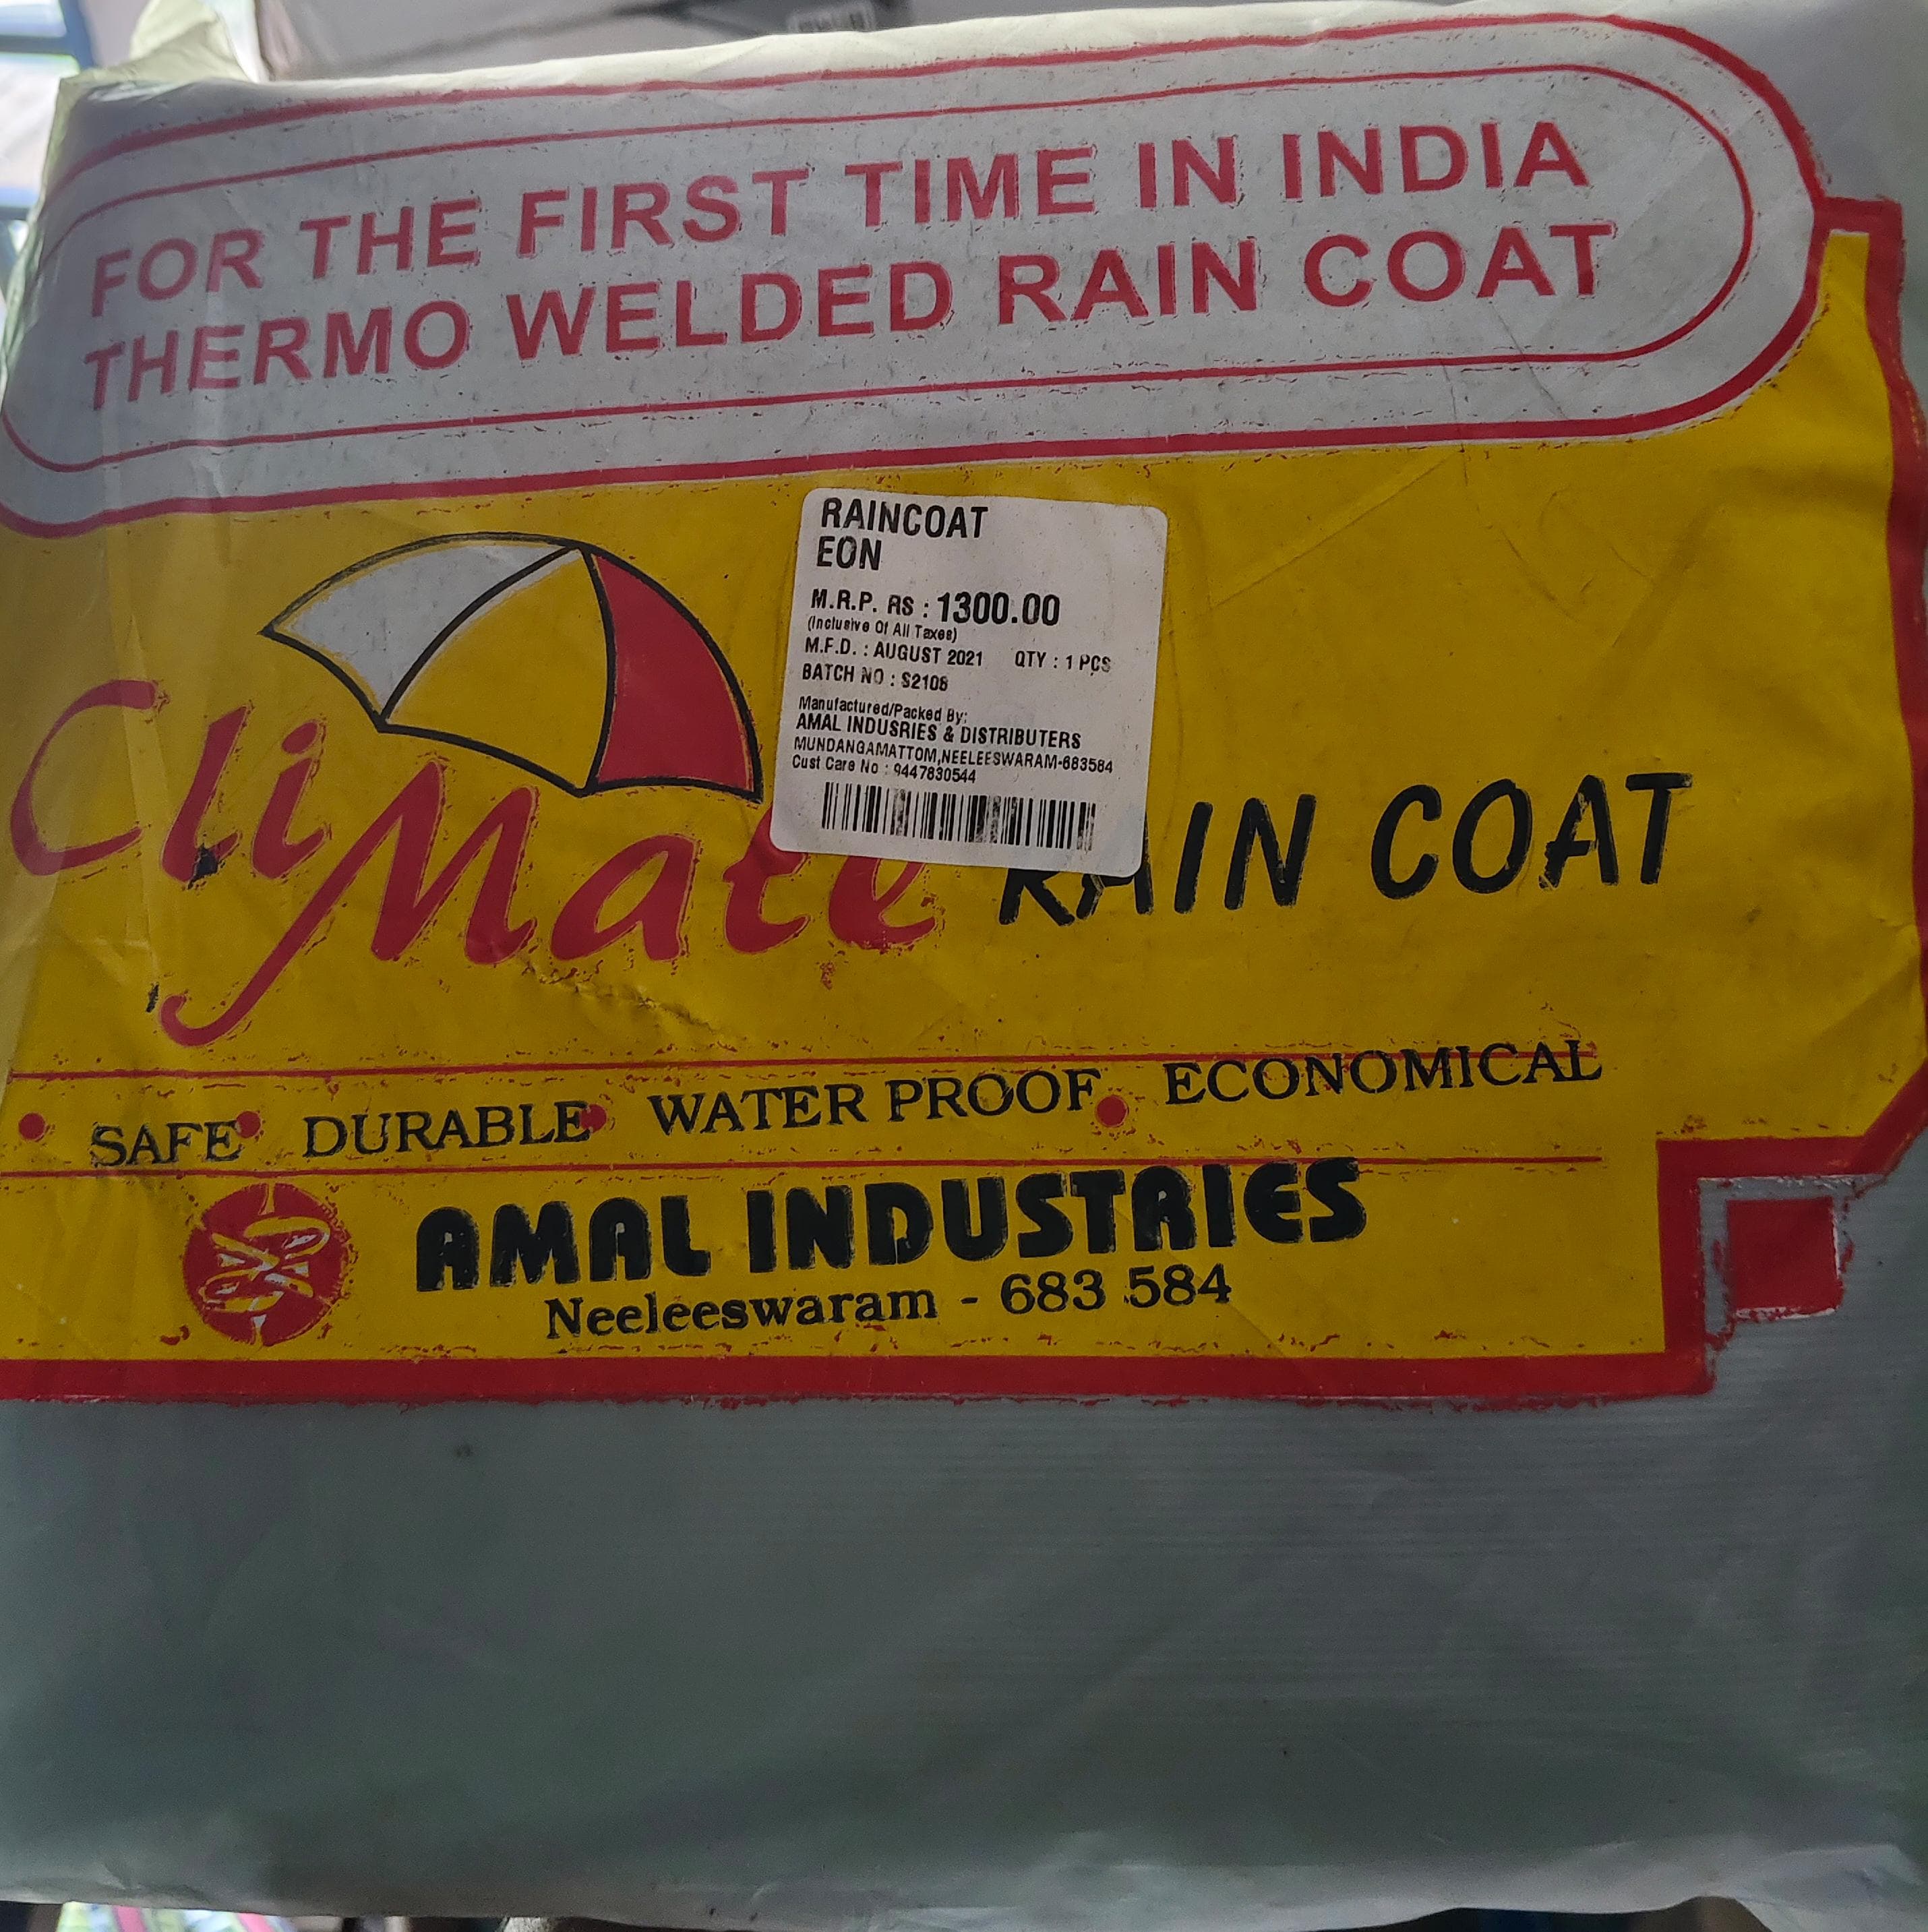 FOR THE FIRST TIME IN INDIA
THERMO WELDED RAIN COAT
RAINCOAT
EON
M.R.P. RS : 1300.00
(Inclusive Of All Taxes)
M.F.D. : AUGUST 2021 QTY : 1 PCS
BATCH NO : S2108
Manufactured/Packed By:
AMAL INDUSRIES & DISTRIBUTERS
MUNDANGAMATTOM,NEELEESWARAM-683584
Cust Care No : 9447830544
CliMate RAIN COAT
• SAFE • DURABLE • WATER PROOF • ECONOMICAL
AMAL INDUSTRIES
Neeleeswaram - 683 584